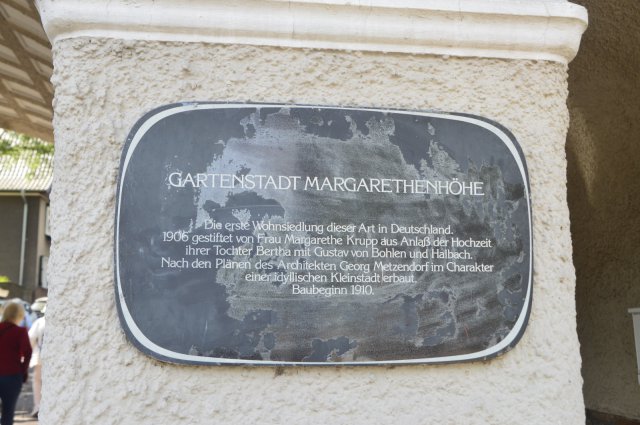 GARTENSTADT MARGARETHENHÖHE
Die erste Wohnsiedlung dieser Art in Deutschland.
1906 gestiftet von Frau Margarethe Krupp aus Anlaß der Hochzeit
ihrer Tochter Bertha mit Gustav von Bohlen und Halbach.
Nach den Plänen des Architekten Georg Metzendorf im Charakter
einer idyllischen Kleinstadt erbaut.
Baubeginn 1910.